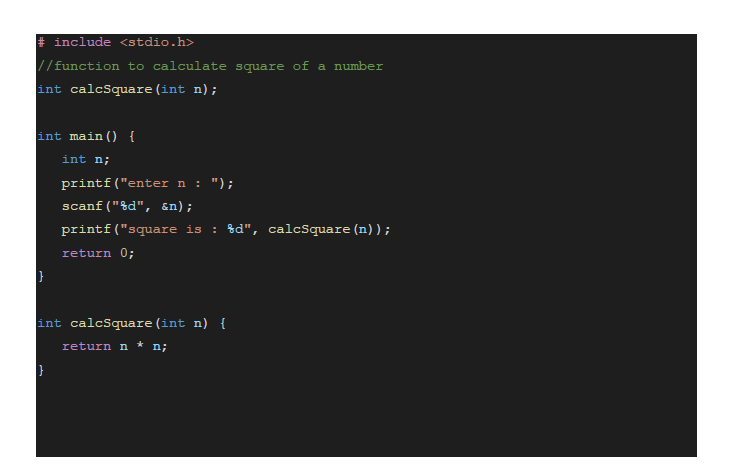 # include <stdio.h>
//function to calculate square of a number
int calcSquare(int n);
int main() {
int n;
printf("enter n : ");
scanf("%d", &n);
printf("square is : %d", calcSquare(n));
return 0;
}
int calcSquare(int n) {
return n * n;
}